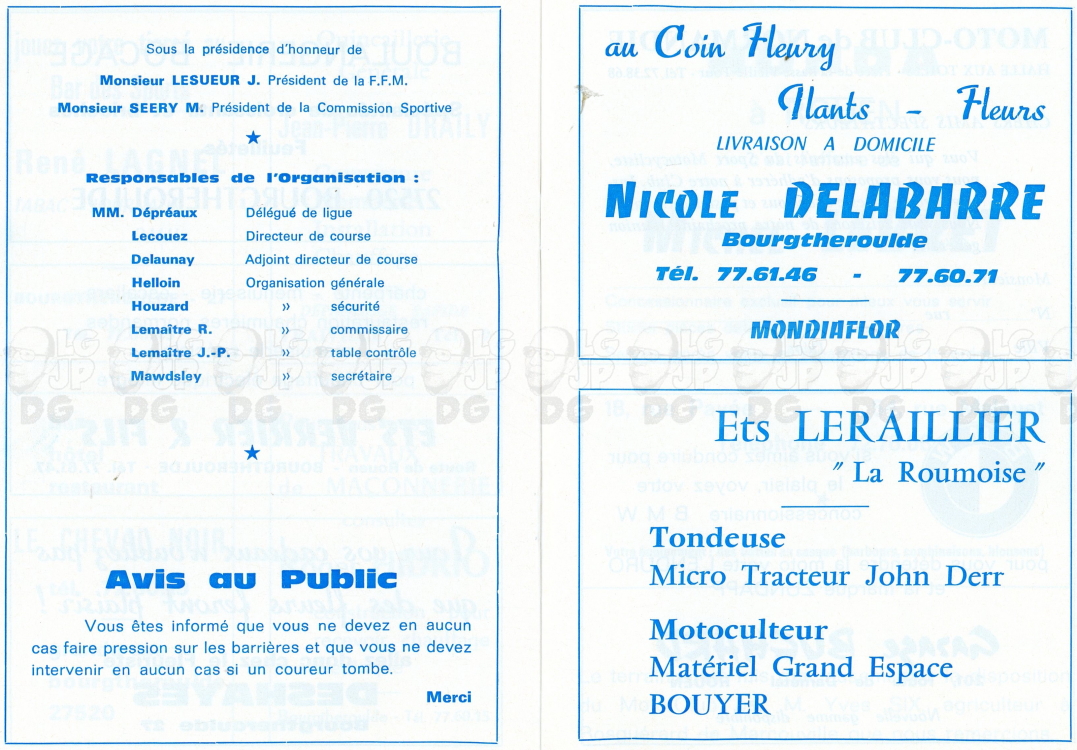 Sous la présidence d'honneur de
Monsieur LESUEUR J. Président de la F.F.M.
Monsieur SEERY M. Président de la Commission Sportive
Responsables de l'Organisation :
MM. Dépréaux Délégué de ligue
Lecouez Directeur de course
Delaunay Adjoint directeur de course
Helloin Organisation générale
Houzard » sécurité
Lemaître R. » commissaire
Lemaître J.-P. » table contrôle
Mawdsley » secrétaire
Avis au Public
Vous êtes informé que vous ne devez en aucun
cas faire pression sur les barrières et que vous ne devez
intervenir en aucun cas si un coureur tombe.
Merci
au Coin Fleury
Plants - Fleurs
LIVRAISON A DOMICILE
NICOLE DELABARRE
Bourgtheroulde
Tél. 77.61.46 - 77.60.71
MONDIAFLOR
Ets LERAILLIER
" La Roumoise "
Tondeuse
Micro Tracteur John Derr
Motoculteur
Matériel Grand Espace
BOUYER